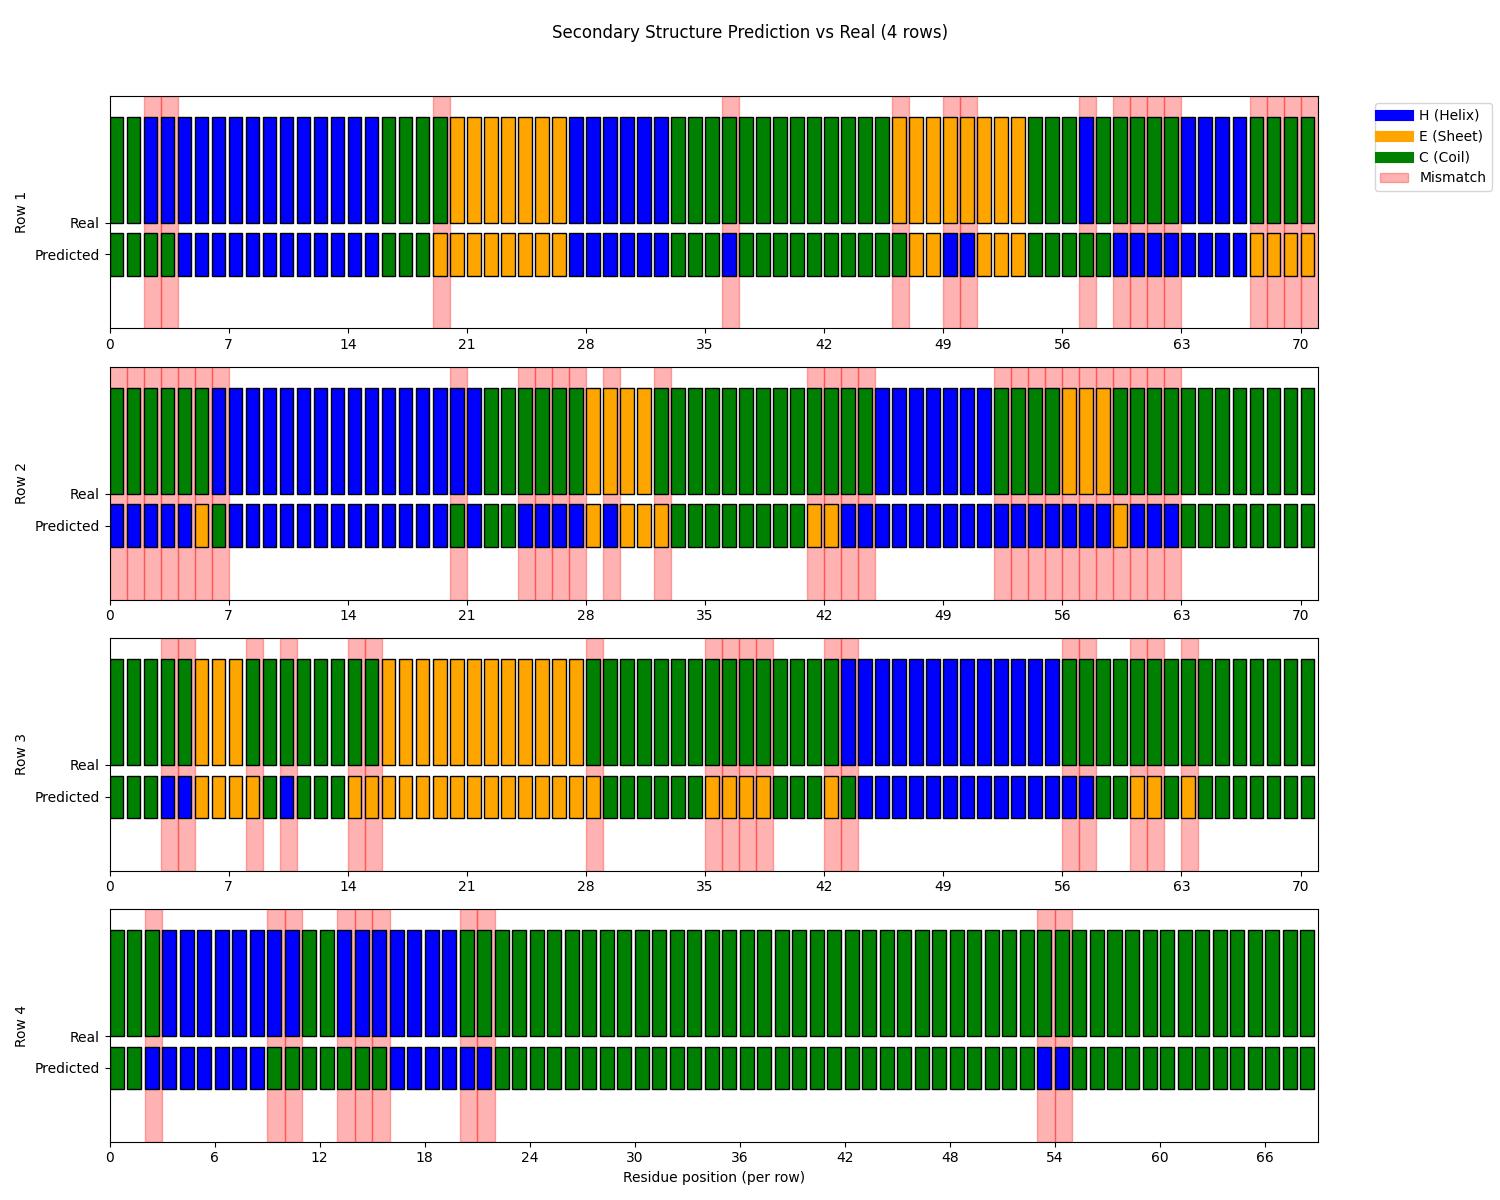 Secondary Structure Prediction vs Real (4 rows)
H (Helix)
E (Sheet)
C (Coil)
Mismatch
Row 1
Real
Predicted
0 7 14 21 28 35 42 49 56 63 70
Row 2
Real
Predicted
0 7 14 21 28 35 42 49 56 63 70
Row 3
Real
Predicted
0 7 14 21 28 35 42 49 56 63 70
Row 4
Real
Predicted
0 6 12 18 24 30 36 42 48 54 60 66
Residue position (per row)